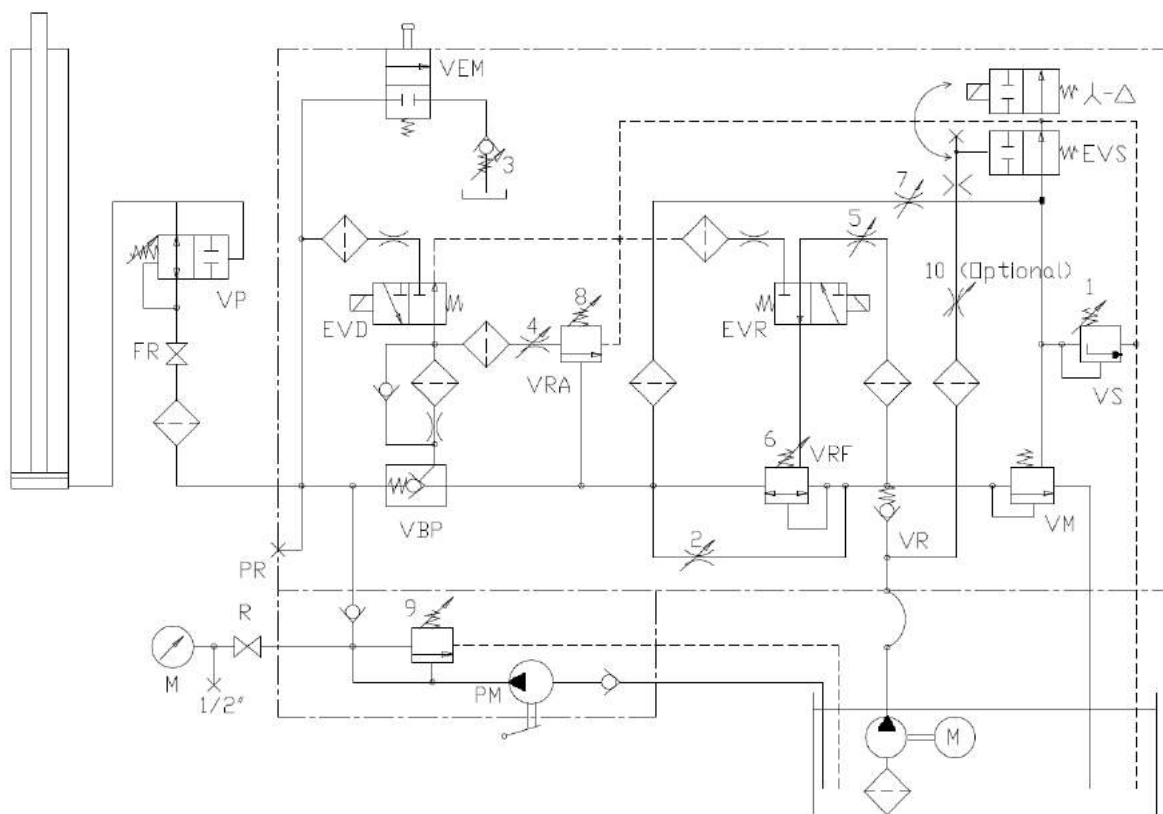 VEM
⅄-Δ
EVS
3
7
5
10 (Optional)
1
VP
EVD
8
EVR
4
VS
FR
VRA
6
VRF
VBP
VM
2
VR
PR
R
9
M
PM
1/2"
M